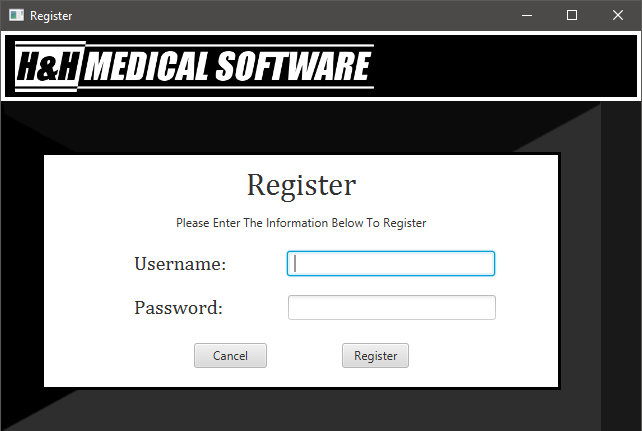 Register
H&H MEDICAL SOFTWARE
Register
Please Enter The Information Below To Register
Username:
Password:
Cancel Register